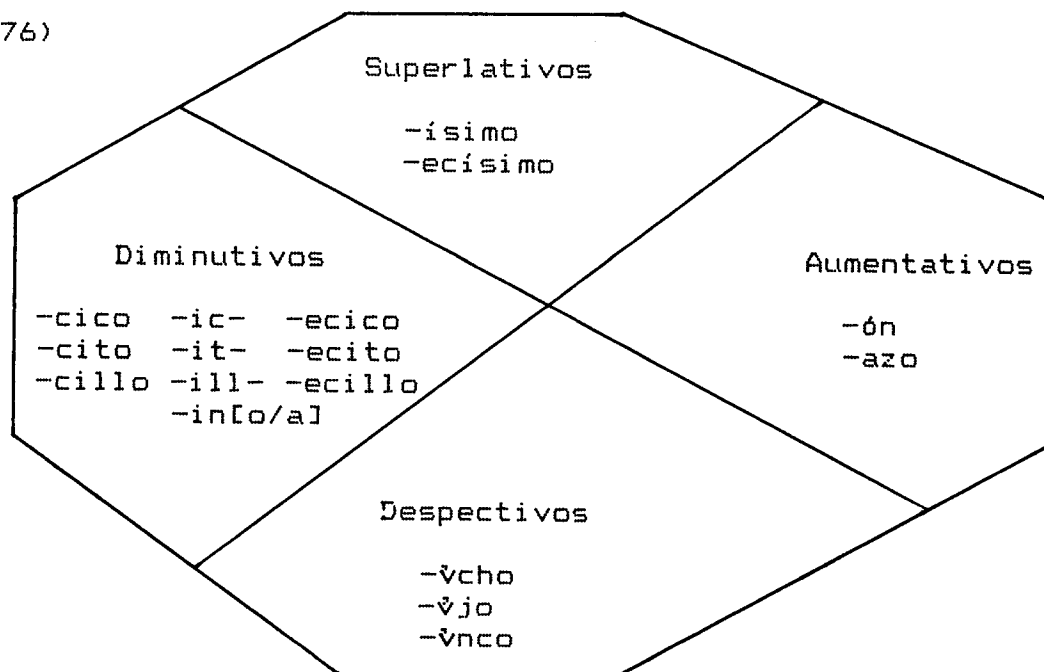 76)
Superlativos
-ísimo
-ecísimo
Diminutivos
-cico -ic- -ecico
-cito -it- -ecito
-cillo -ill- -ecillo
-in[o/a]
Aumentativos
-ón
-azo
Despectivos
-v̌cho
-v̌jo
-v̌nco